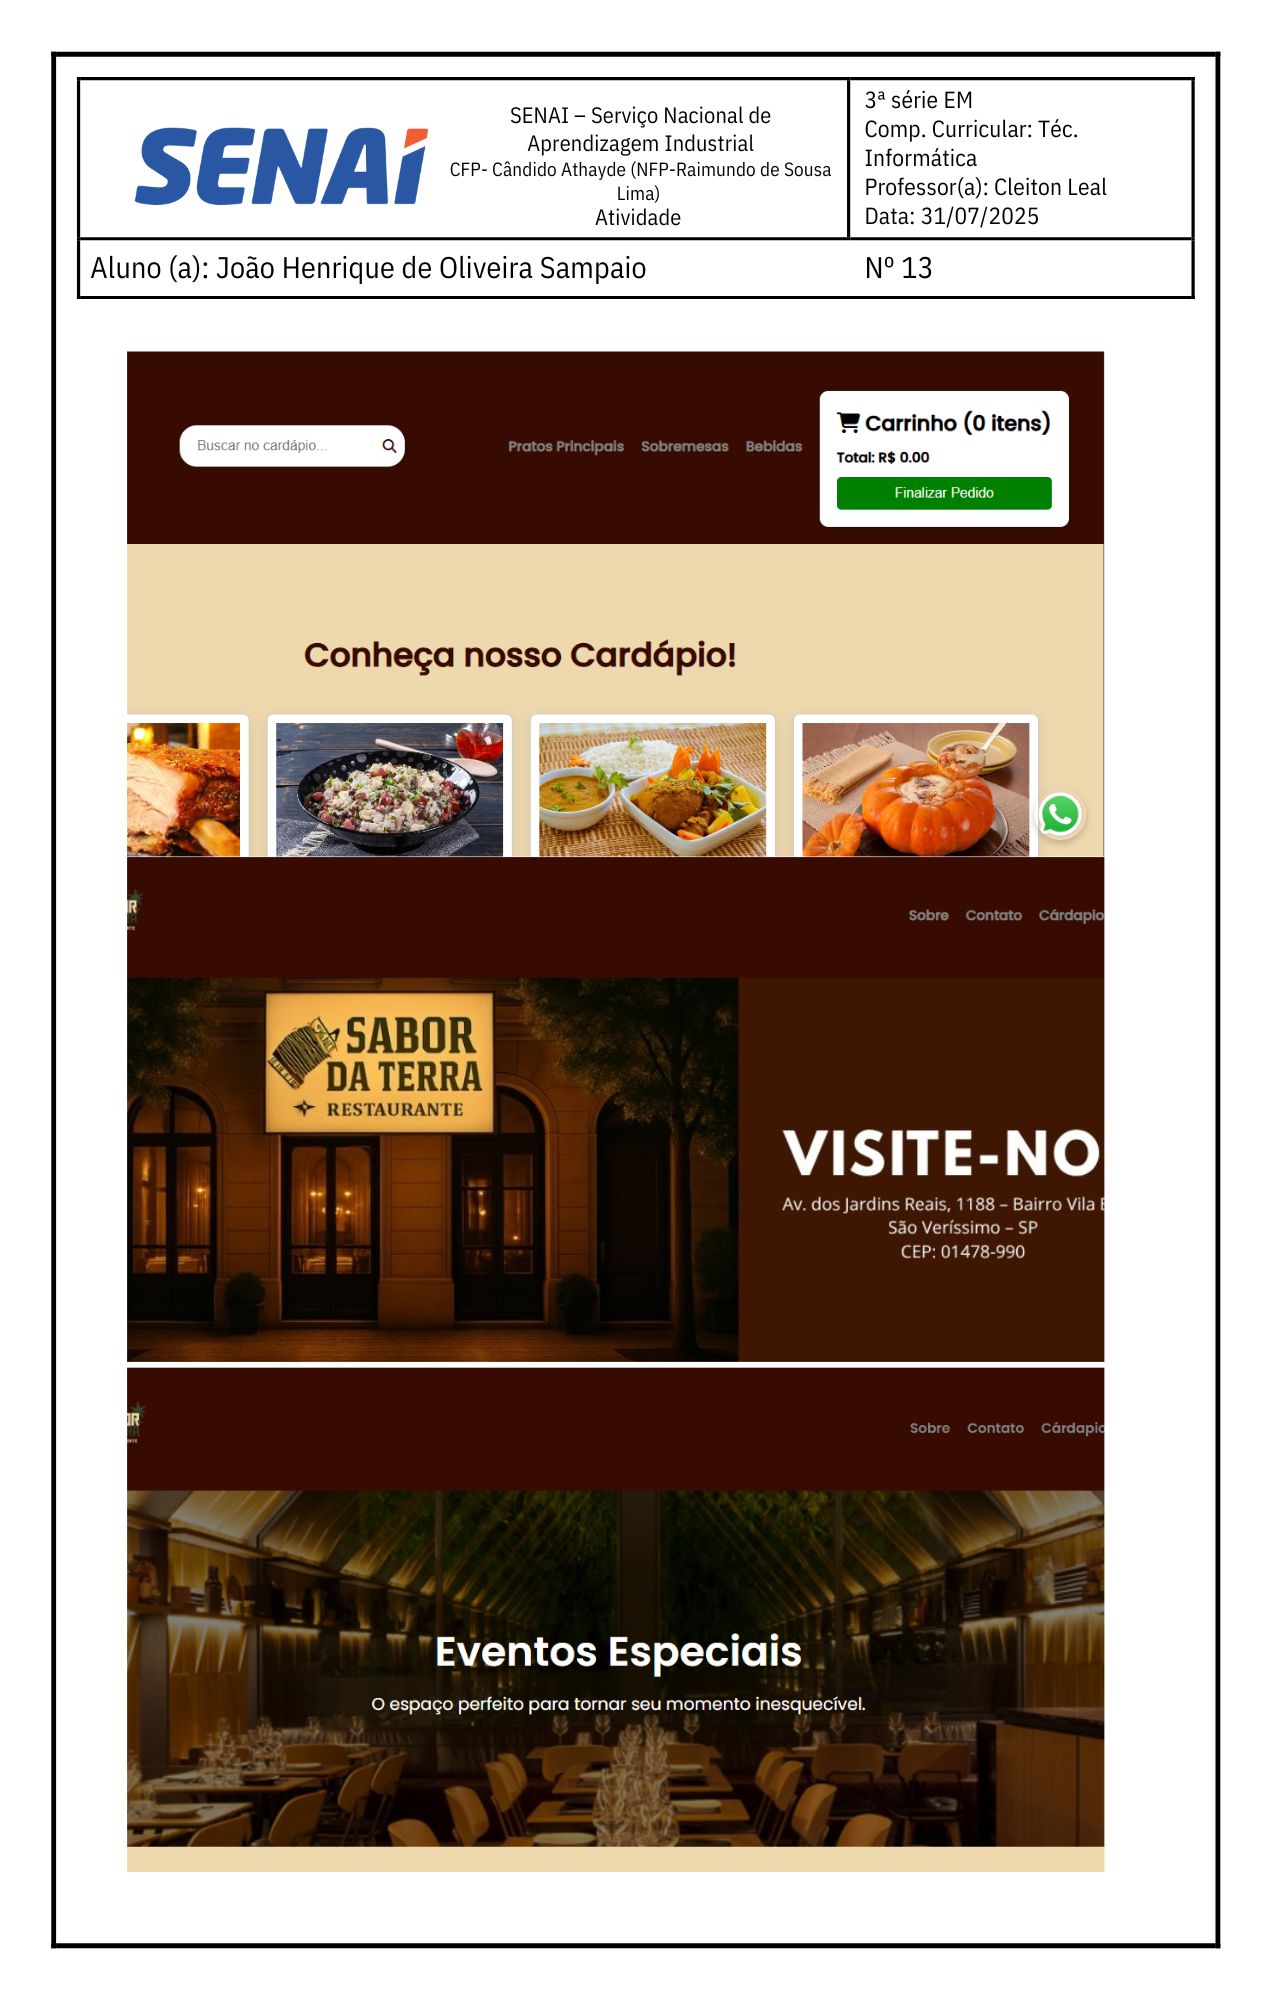 SENAI
SENAI – Serviço Nacional de
Aprendizagem Industrial
CFP- Cândido Athayde (NFP-Raimundo de Sousa
Lima)
Atividade
3ª série EM
Comp. Curricular: Téc.
Informática
Professor(a): Cleiton Leal
Data: 31/07/2025
Aluno (a): João Henrique de Oliveira Sampaio
Nº 13
Buscar no cardápio...
Pratos Principais Sobremesas Bebidas
Carrinho (0 itens)
Total: R$ 0.00
Finalizar Pedido
Conheça nosso Cardápio!
Sobre Contato Cárdapio
SABOR
DA TERRA
RESTAURANTE
VISITE-NO
Av. dos Jardins Reais, 1188 – Bairro Vila
São Veríssimo – SP
CEP: 01478-990
Sobre Contato Cárdapio
Eventos Especiais
O espaço perfeito para tornar seu momento inesquecível.